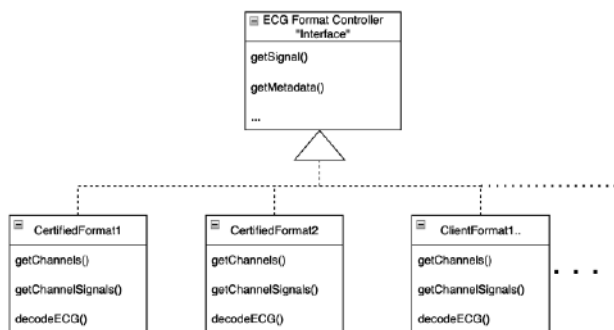 ECG Format Controller
"Interface"
getSignal()
getMetadata()
...
CertifiedFormat1
CertifiedFormat2
ClientFormat1..
getChannels()
getChannels()
getChannels()
getChannelSignals()
getChannelSignals()
getChannelSignals()
decodeECG()
decodeECG()
decodeECG()